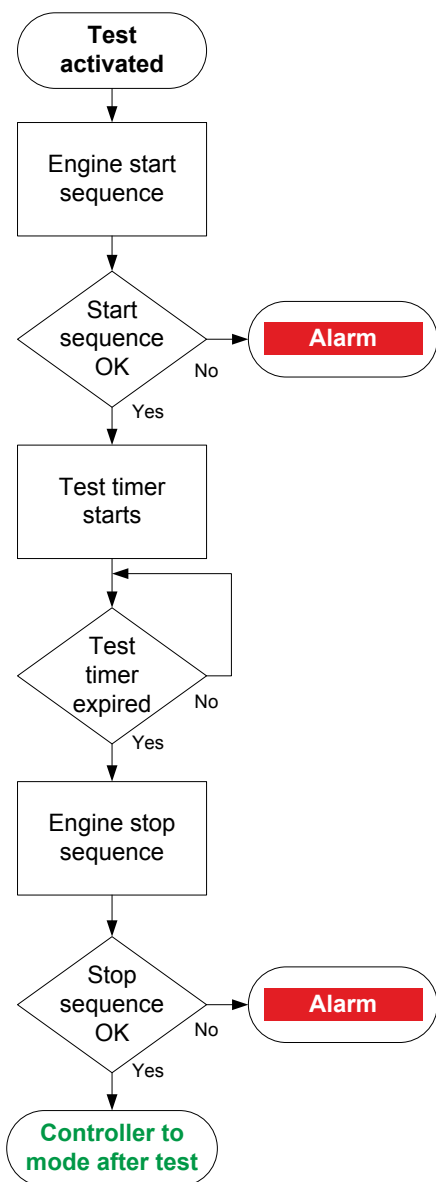 Test
activated
Engine start
sequence
Start
sequence
OK
No
Alarm
Yes
Test timer
starts
Test
timer
expired
No
Yes
Engine stop
sequence
Stop
sequence
OK
No
Alarm
Yes
Controller to
mode after test